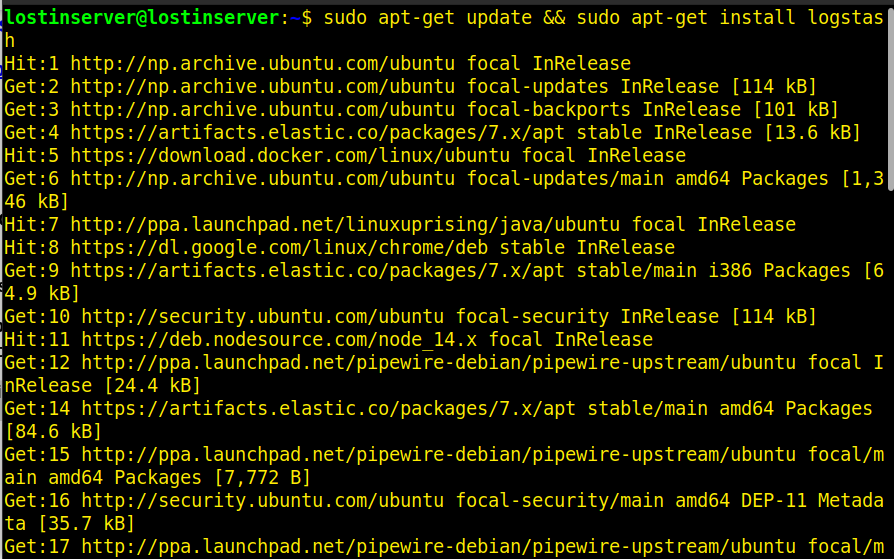 lostinserver@lostinserver:~$ sudo apt-get update && sudo apt-get install logstas
h
Hit:1 http://np.archive.ubuntu.com/ubuntu focal InRelease
Get:2 http://np.archive.ubuntu.com/ubuntu focal-updates InRelease [114 kB]
Get:3 http://np.archive.ubuntu.com/ubuntu focal-backports InRelease [101 kB]
Get:4 https://artifacts.elastic.co/packages/7.x/apt stable InRelease [13.6 kB]
Hit:5 https://download.docker.com/linux/ubuntu focal InRelease
Get:6 http://np.archive.ubuntu.com/ubuntu focal-updates/main amd64 Packages [1,3
46 kB]
Hit:7 http://ppa.launchpad.net/linuxuprising/java/ubuntu focal InRelease
Hit:8 https://dl.google.com/linux/chrome/deb stable InRelease
Get:9 https://artifacts.elastic.co/packages/7.x/apt stable/main i386 Packages [6
4.9 kB]
Get:10 http://security.ubuntu.com/ubuntu focal-security InRelease [114 kB]
Hit:11 https://deb.nodesource.com/node_14.x focal InRelease
Get:12 http://ppa.launchpad.net/pipewire-debian/pipewire-upstream/ubuntu focal I
nRelease [24.4 kB]
Get:14 https://artifacts.elastic.co/packages/7.x/apt stable/main amd64 Packages
[84.6 kB]
Get:15 http://ppa.launchpad.net/pipewire-debian/pipewire-upstream/ubuntu focal/m
ain amd64 Packages [7,772 B]
Get:16 http://security.ubuntu.com/ubuntu focal-security/main amd64 DEP-11 Metada
ta [35.7 kB]
Get:17 http://ppa.launchpad.net/pipewire-debian/pipewire-upstream/ubuntu focal/m